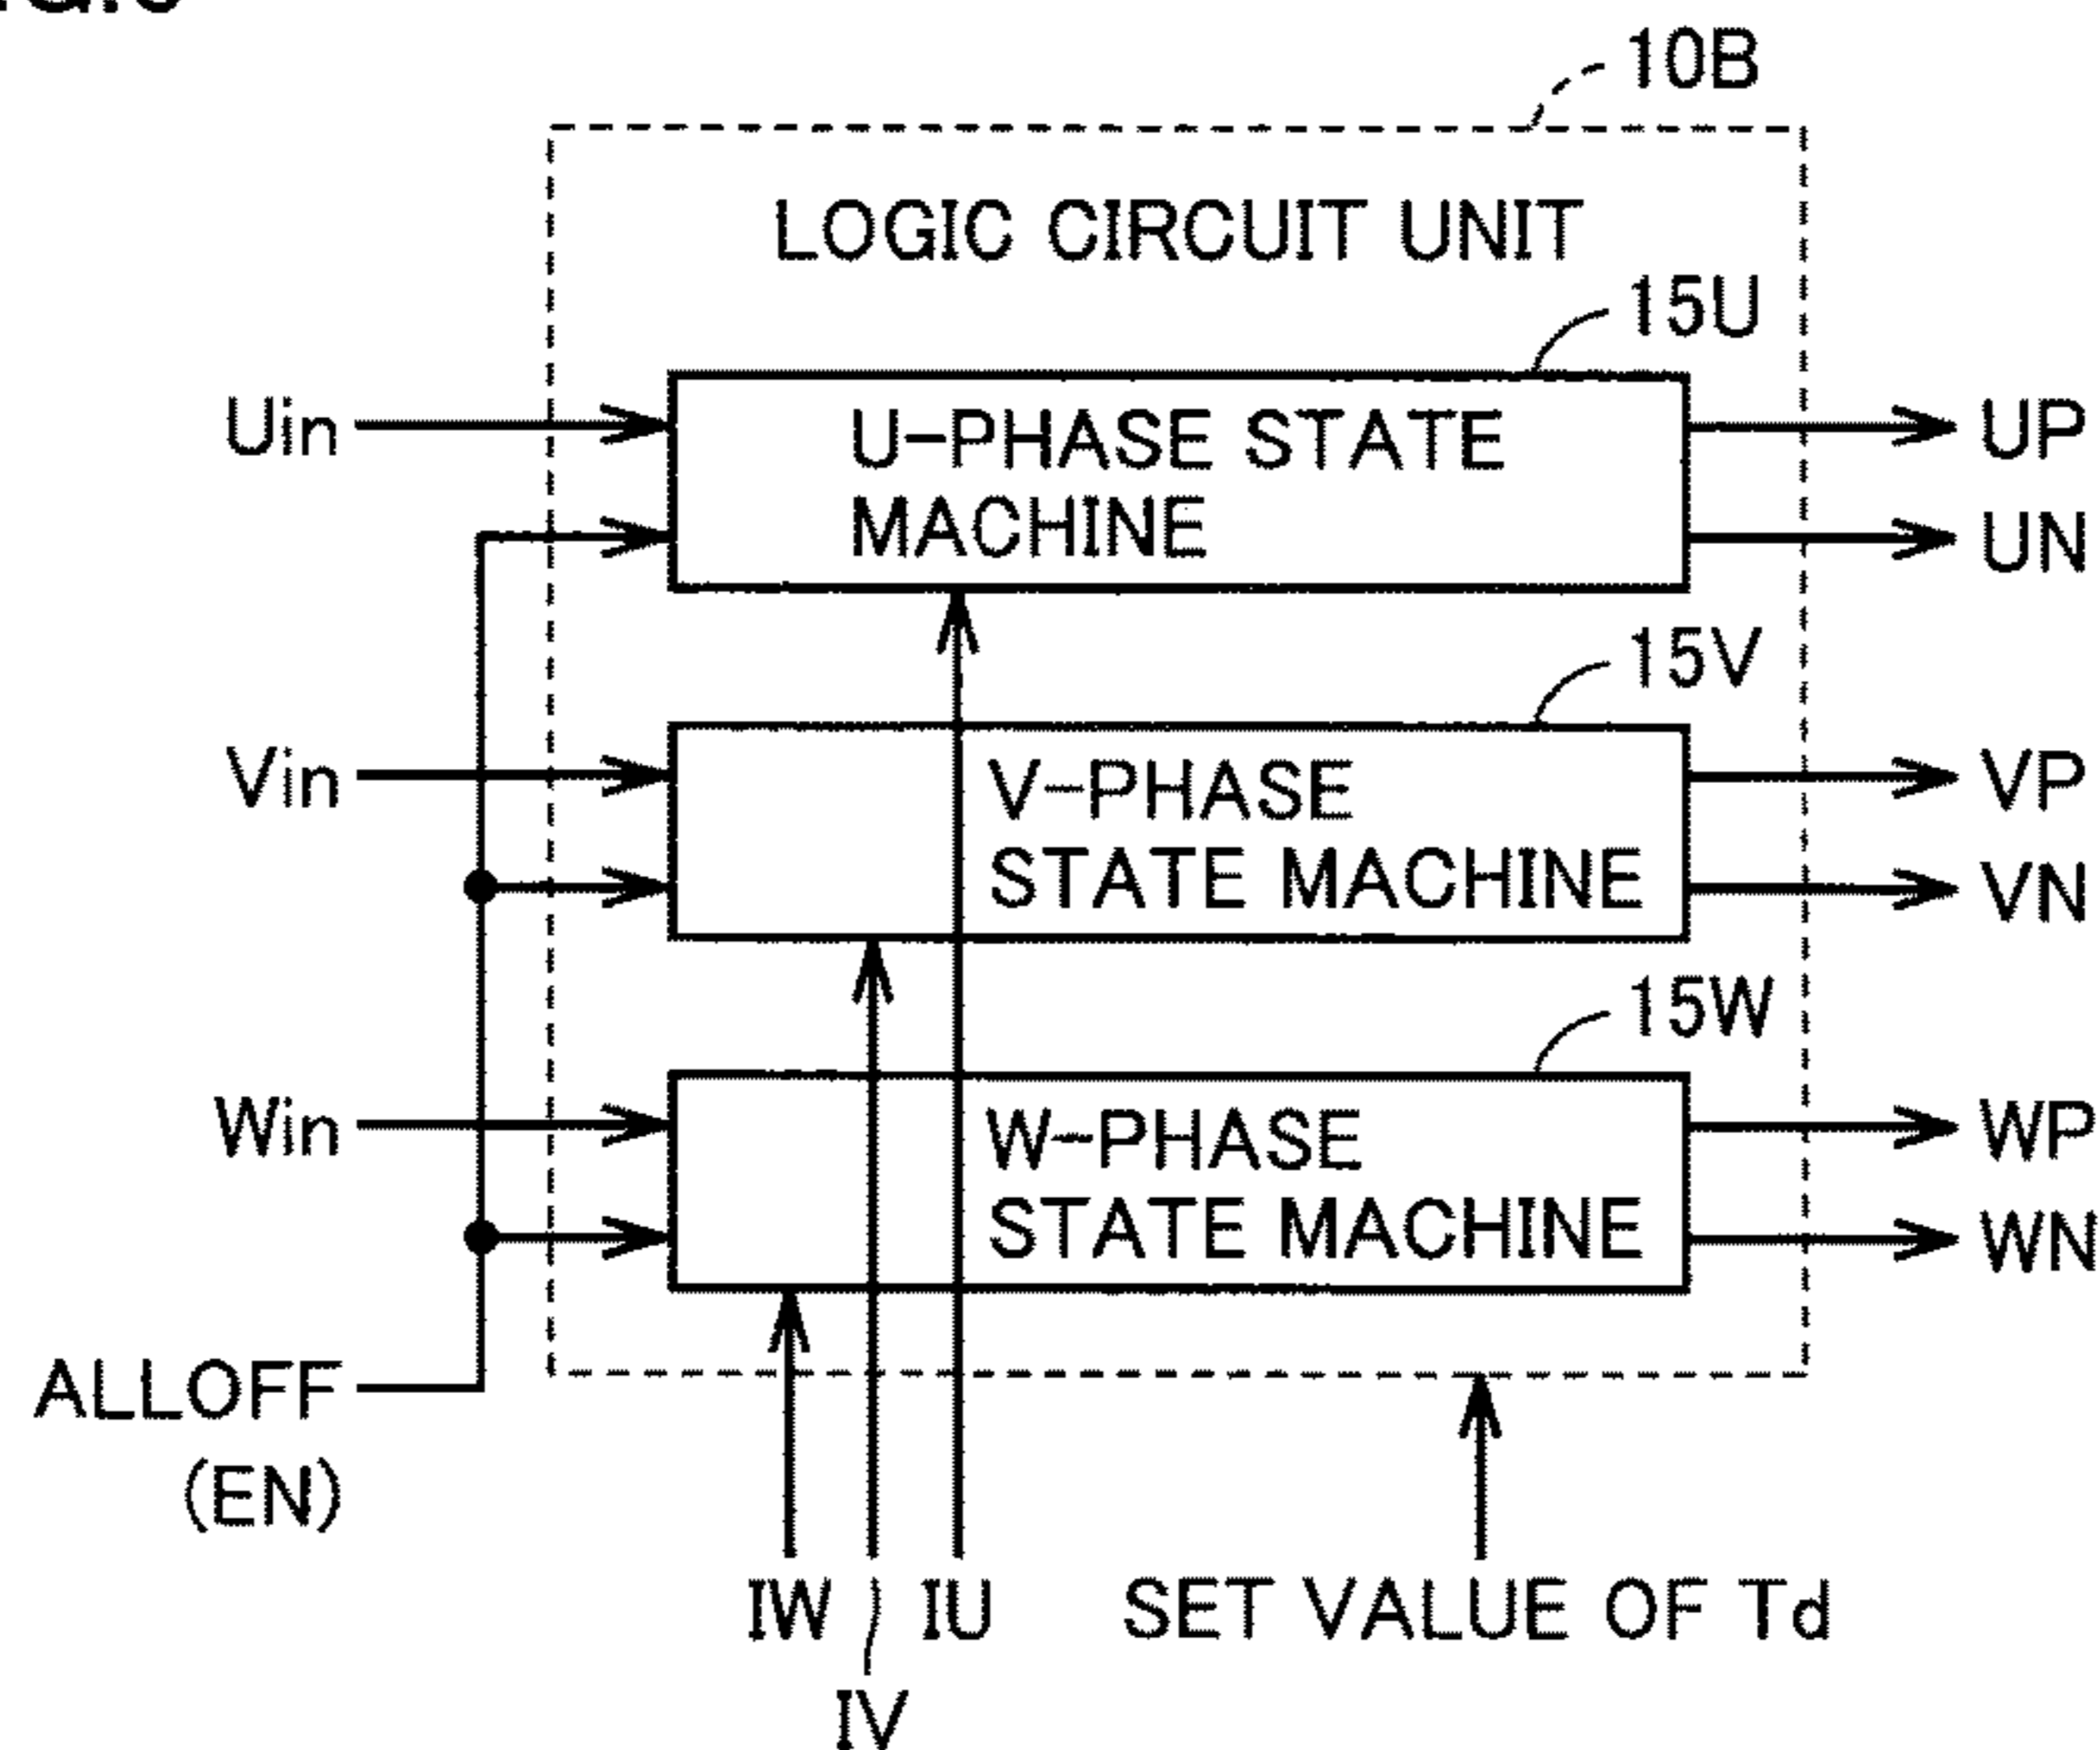 10B
LOGIC CIRCUIT UNIT
15U
Uin
U-PHASE STATE
MACHINE
UP
UN
15V
Vin
V-PHASE
STATE MACHINE
VP
VN
15W
Win
W-PHASE
STATE MACHINE
WP
WN
ALLOFF
(EN)
IW
IU
SET VALUE OF Td
IV